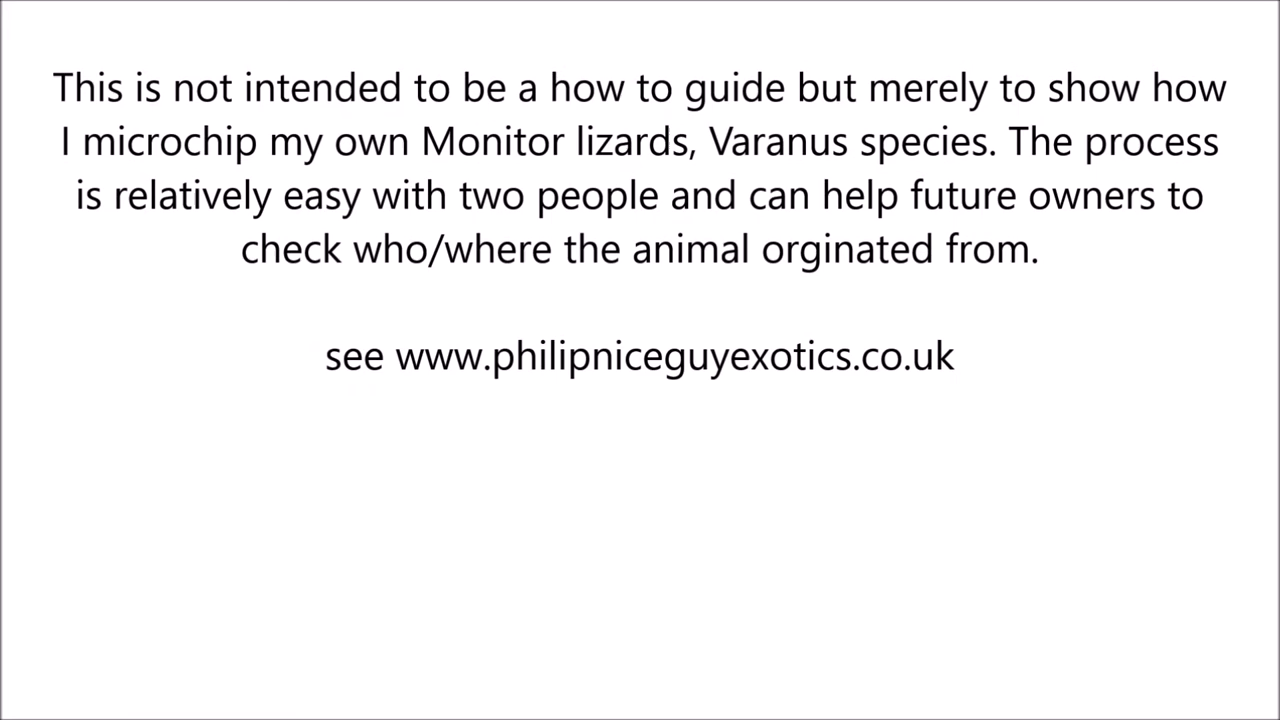 This is not intended to be a how to guide but merely to show how
I microchip my own Monitor lizards, Varanus species. The process
is relatively easy with two people and can help future owners to
check who/where the animal orginated from.
see www.philipniceguyexotics.co.uk